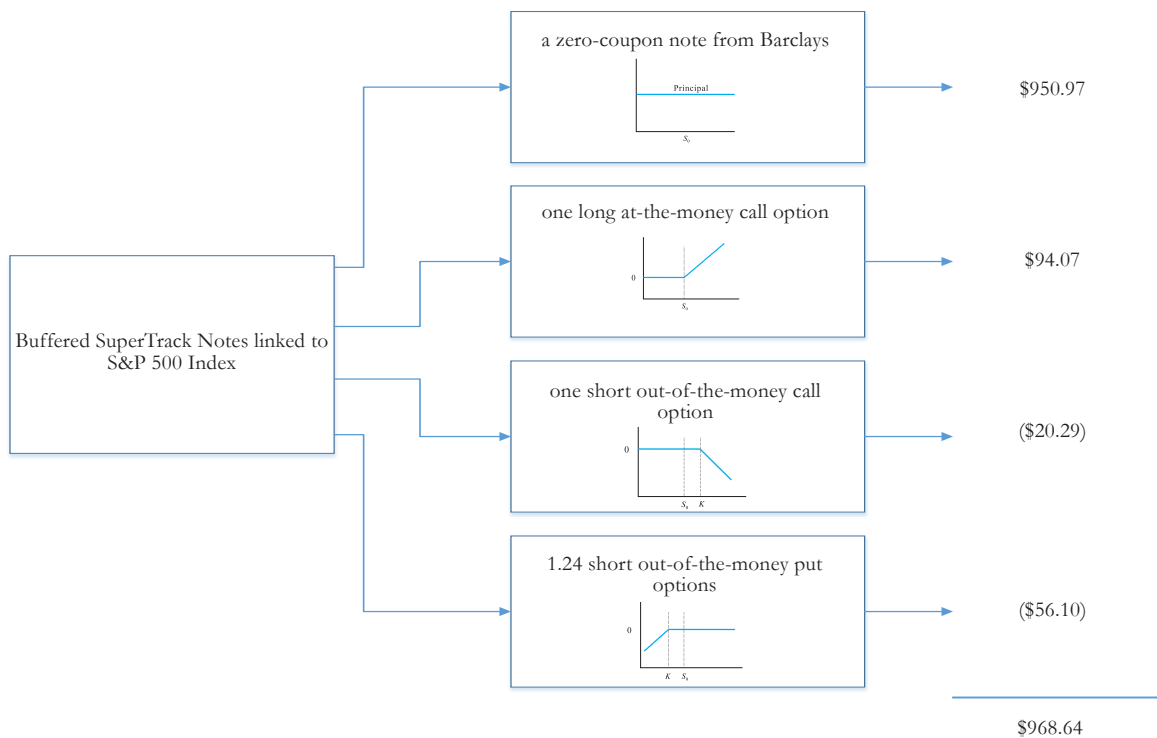 a zero-coupon note from Barclays
Principal
S0
$950.97
one long at-the-money call option
0
S0
$94.07
Buffered SuperTrack Notes linked to
S&P 500 Index
one short out-of-the-money call
option
0
S0 K
($20.29)
1.24 short out-of-the-money put
options
0
K S0
($56.10)
$968.64